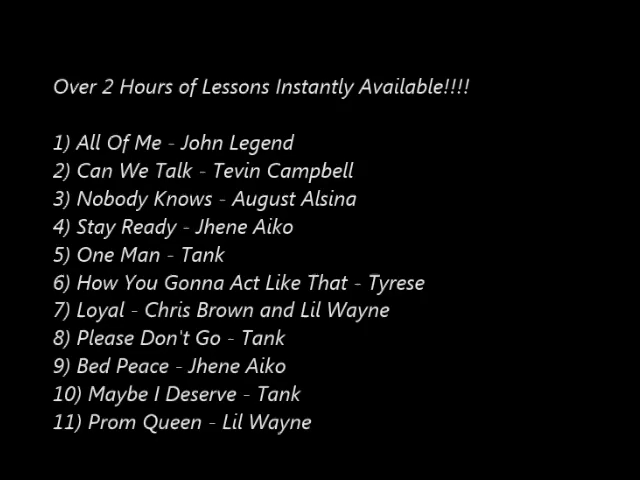 Over 2 Hours of Lessons Instantly Available!!!!
1) All Of Me - John Legend
2) Can We Talk - Tevin Campbell
3) Nobody Knows - August Alsina
4) Stay Ready - Jhene Aiko
5) One Man - Tank
6) How You Gonna Act Like That - Tyrese
7) Loyal - Chris Brown and Lil Wayne
8) Please Don't Go - Tank
9) Bed Peace - Jhene Aiko
10) Maybe I Deserve - Tank
11) Prom Queen - Lil Wayne